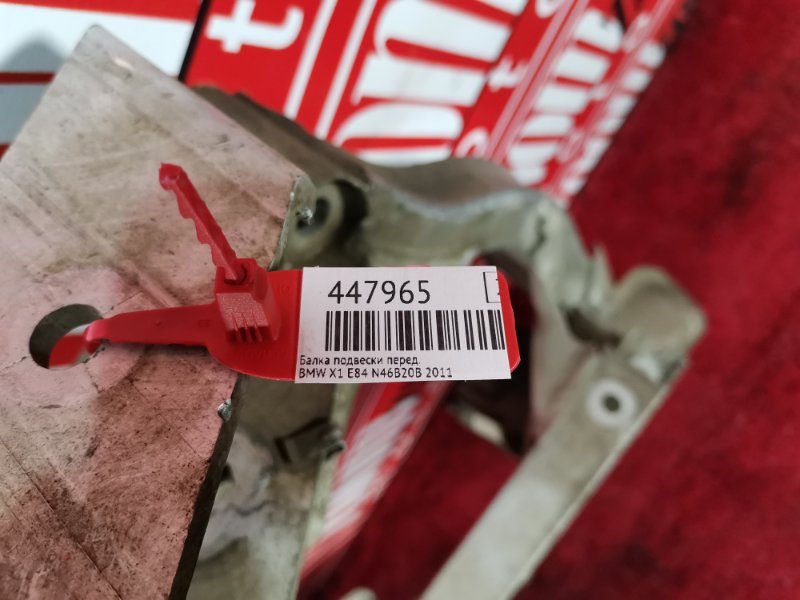 447965
Балка подвески перед.
BMW X1 E84 N46B20B 2011